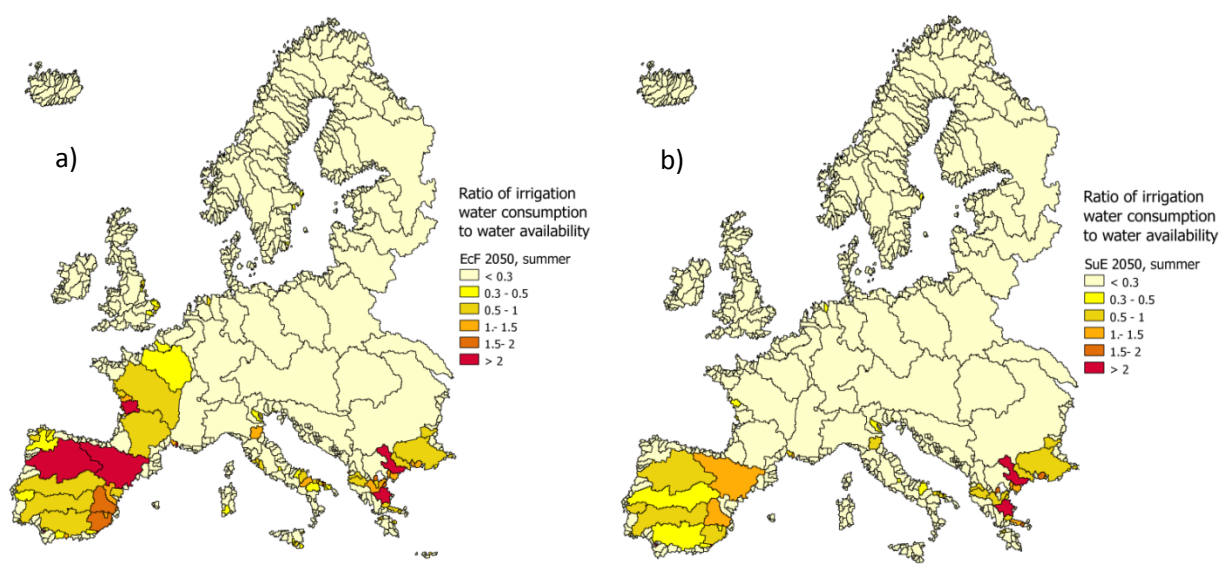 a)
Ratio of irrigation
water consumption
to water availability
EcF 2050, summer
< 0.3
0.3 - 0.5
0.5 - 1
1.- 1.5
1.5- 2
> 2
b)
Ratio of irrigation
water consumption
to water availability
SuE 2050, summer
< 0.3
0.3 - 0.5
0.5 - 1
1.- 1.5
1.5- 2
> 2